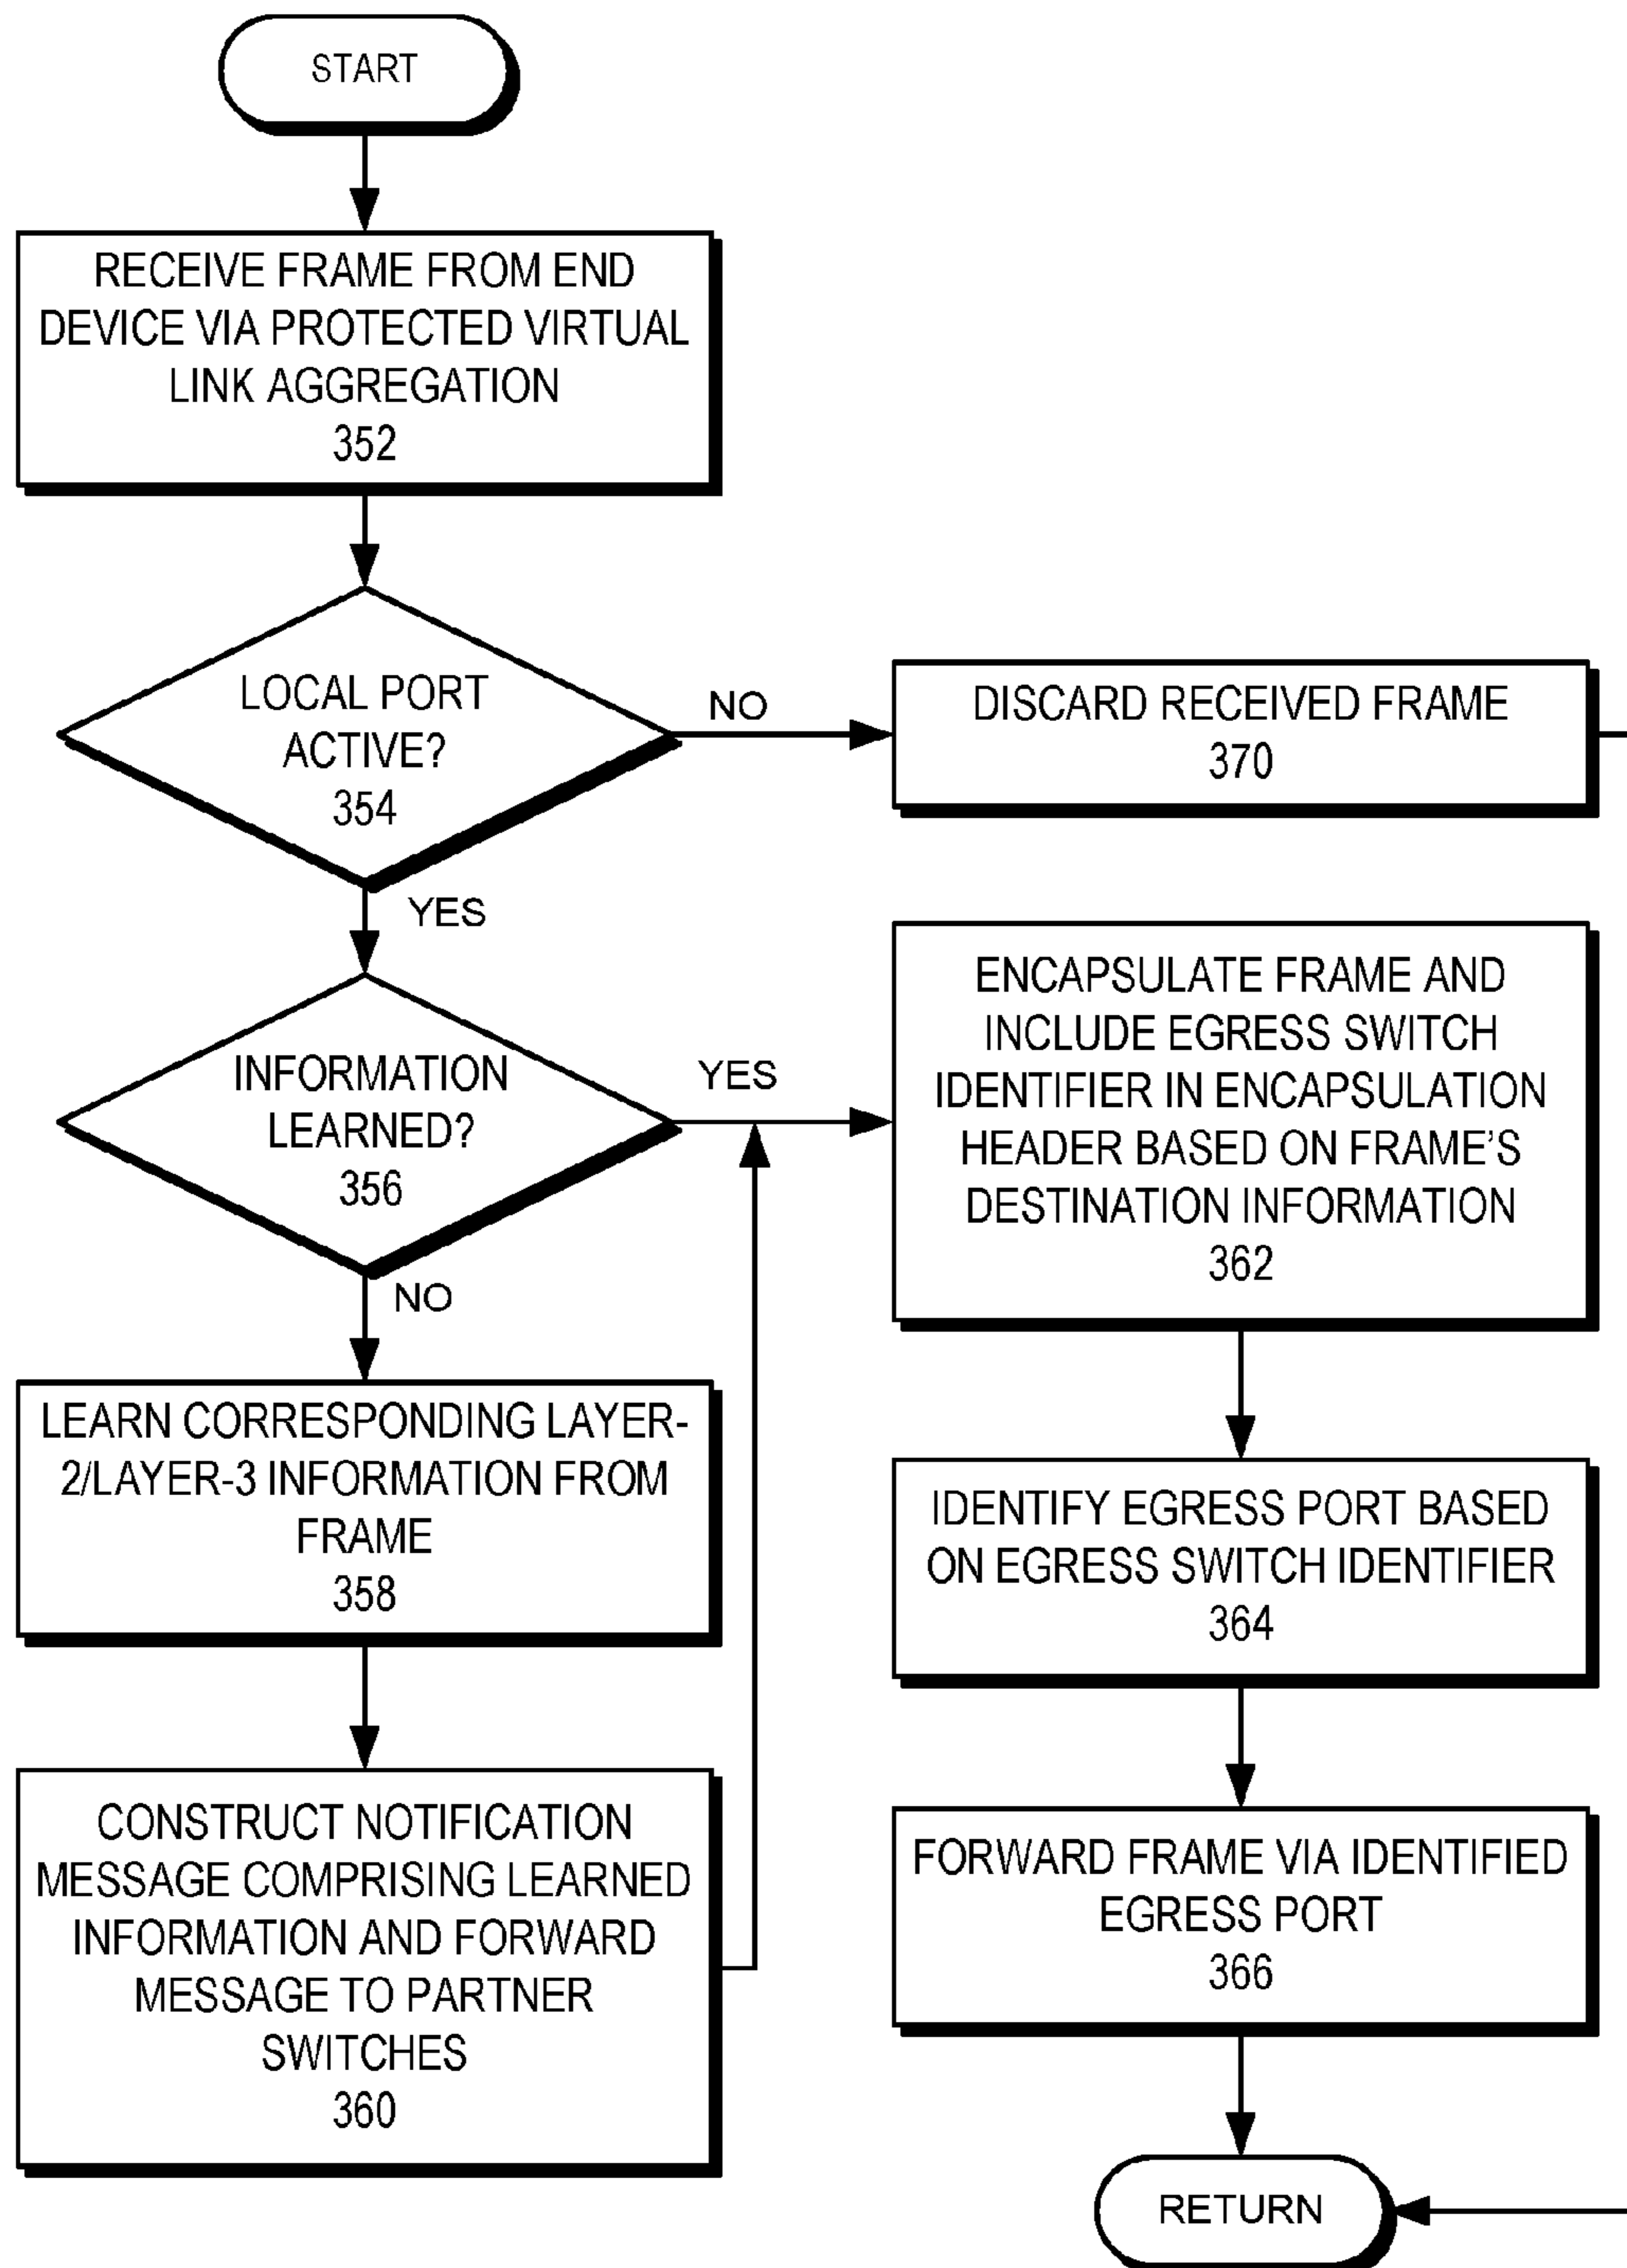 START
RECEIVE FRAME FROM END
DEVICE VIA PROTECTED VIRTUAL
LINK AGGREGATION
352
LOCAL PORT
ACTIVE?
354
NO
DISCARD RECEIVED FRAME
370
YES
INFORMATION
LEARNED?
356
YES
ENCAPSULATE FRAME AND
INCLUDE EGRESS SWITCH
IDENTIFIER IN ENCAPSULATION
HEADER BASED ON FRAME'S
DESTINATION INFORMATION
362
NO
LEARN CORRESPONDING LAYER-
2/LAYER-3 INFORMATION FROM
FRAME
358
IDENTIFY EGRESS PORT BASED
ON EGRESS SWITCH IDENTIFIER
364
CONSTRUCT NOTIFICATION
MESSAGE COMPRISING LEARNED
INFORMATION AND FORWARD
MESSAGE TO PARTNER
SWITCHES
360
FORWARD FRAME VIA IDENTIFIED
EGRESS PORT
366
RETURN